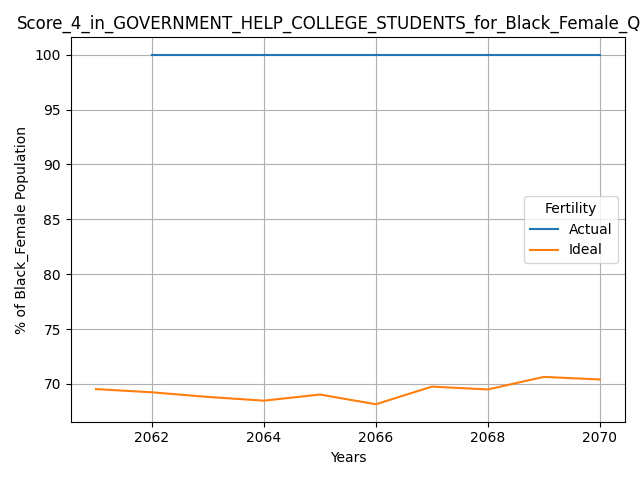 Score_4_in_GOVERNMENT_HELP_COLLEGE_STUDENTS_for_Black_Female_Q
100
95
90
85
80
75
70
% of Black_Female Population
Fertility
Actual
Ideal
2062 2064 2066 2068 2070
Years